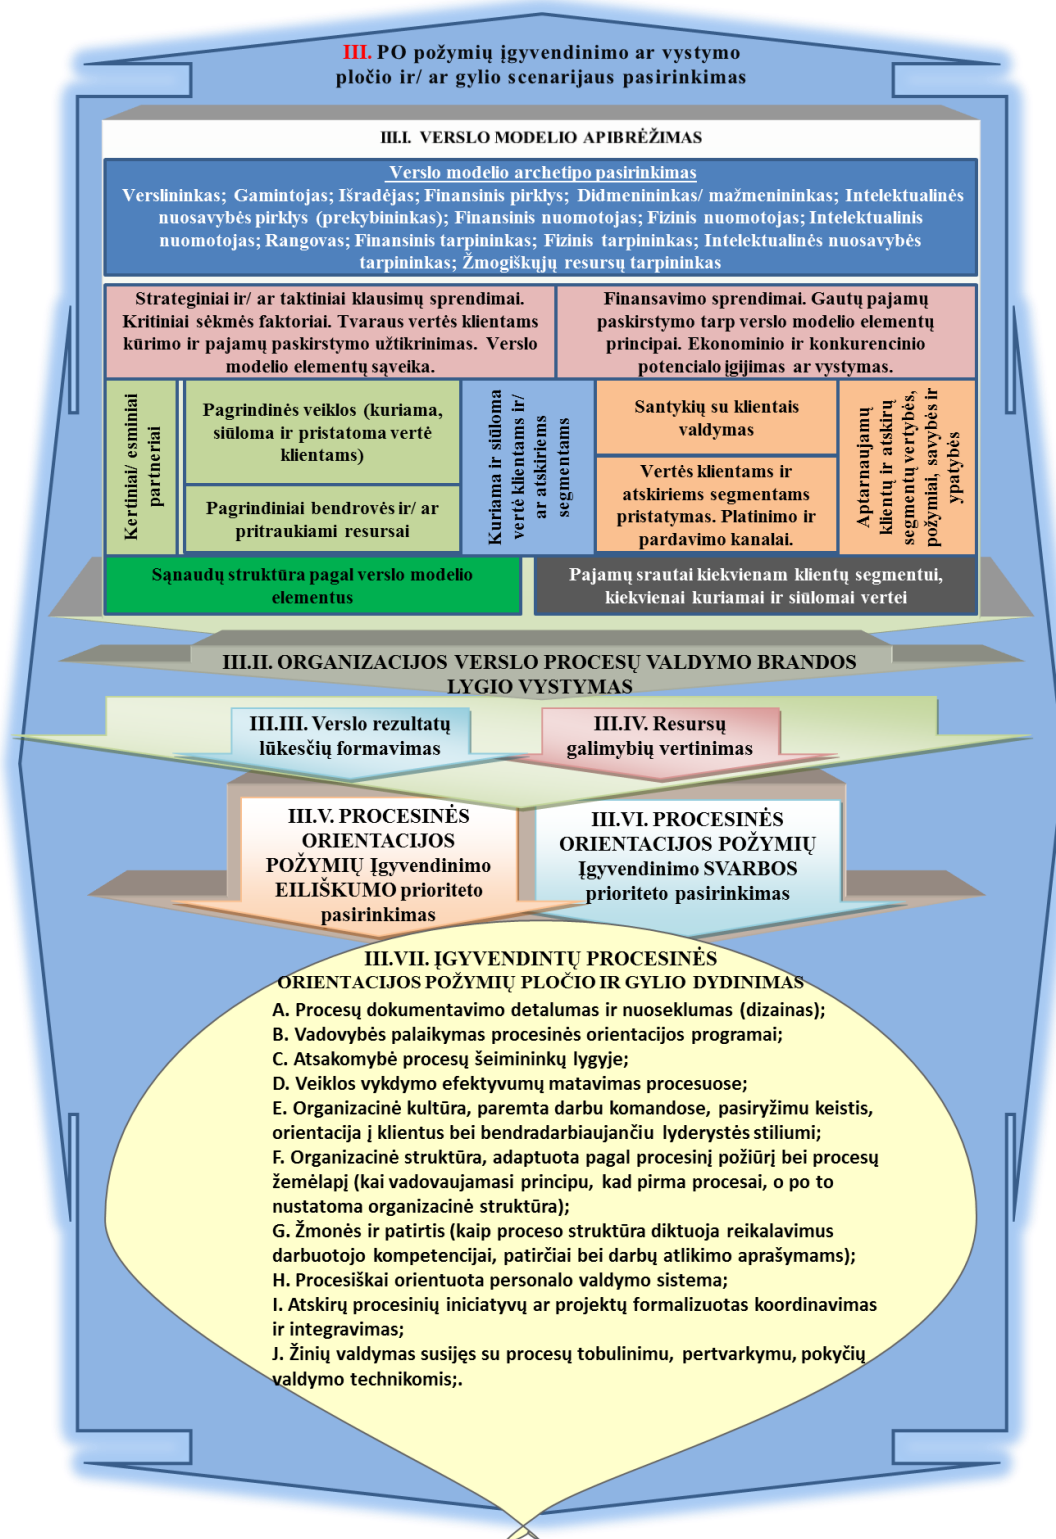 III. PO požymių įgyvendinimo ar vystymo
pločio ir/ ar gylio scenarijaus pasirinkimas
III.I. VERSLO MODELIO APIBRĖŽIMAS
Verslo modelio archetipo pasirinkimas
Verslininkas; Gamintojas; Išradėjas; Finansinis pirklys; Didmenininkas/ mažmenininkas; Intelektualinės
nuosavybės pirklys (prekybininkas); Finansinis nuomotojas; Fizinis nuomotojas; Intelektualinis
nuomotojas; Rangovas; Finansinis tarpininkas; Fizinis tarpininkas; Intelektualinės nuosavybės
tarpininkas; Žmogiškųjų resursų tarpininkas
Strateginiai ir/ ar taktiniai klausimų sprendimai.
Kritiniai sėkmės faktoriai. Tvaraus vertės klientams
kūrimo ir pajamų paskirstymo užtikrinimas. Verslo
modelio elementų sąveika.
Finansavimo sprendimai. Gautų pajamų
paskirstymo tarp verslo modelio elementų
principai. Ekonominio ir konkurencinio
potencialo įgijimas ar vystymas.
Kertiniai/ esminiai
partneriai
Pagrindinės veiklos (kuriama,
siūloma ir pristatoma vertė
klientams)
Pagrindiniai bendrovės ir/ ar
pritraukiami resursai
Kuriama ir siūloma
vertė klientams ir/
ar atskiriems
segmentams
Santykių su klientais
valdymas
Vertės klientams ir
atskiriems segmentams
pristatymas. Platinimo ir
pardavimo kanalai.
Aptarnaujamų
klientų ir atskirų
segmentų vertybės,
požymiai, savybės ir
ypatybės
Sąnaudų struktūra pagal verslo modelio
elementus
Pajamų srautai kiekvienam klientų segmentui,
kiekvienai kuriamai ir siūlomai vertei
III.II. ORGANIZACIJOS VERSLO PROCESŲ VALDYMO BRANDOS
LYGIO VYSTYMAS
III.III. Verslo rezultatų
lūkesčių formavimas
III.IV. Resursų
galimybių vertinimas
III.V. PROCESINĖS
ORIENTACIJOS
POŽYMIŲ Įgyvendinimo
EILIŠKUMO prioriteto
pasirinkimas
III.VI. PROCESINĖS
ORIENTACIJOS POŽYMIŲ
Įgyvendinimo SVARBOS
prioriteto pasirinkimas
III.VII. ĮGYVENDINTŲ PROCESINĖS
ORIENTACIJOS POŽYMIŲ PLOČIO IR GYLIO DYDINIMAS
A. Procesų dokumentavimo detalumas ir nuoseklumas (dizainas);
B. Vadovybės palaikymas procesinės orientacijos programai;
C. Atsakomybė procesų šeimininkų lygyje;
D. Veiklos vykdymo efektyvumų matavimas procesuose;
E. Organizacinė kultūra, paremta darbu komandose, pasiryžimu keistis,
orientacija į klientus bei bendradarbiaujančiu lyderystės stiliumi;
F. Organizacinė struktūra, adaptuota pagal procesinį požiūrį bei procesų
žemėlapį (kai vadovaujamasi principu, kad pirma procesai, o po to
nustatoma organizacinė struktūra);
G. Žmonės ir patirtis (kaip proceso struktūra diktuoja reikalavimus
darbuotojo kompetencijai, patirčiai bei darbų atlikimo aprašymams);
H. Procesiškai orientuota personalo valdymo sistema;
I. Atskirų procesinių iniciatyvų ar projektų formalizuotas koordinavimas
ir integravimas;
J. Žinių valdymas susijęs su procesų tobulinimu, pertvarkymu, pokyčių
valdymo technikomis;.